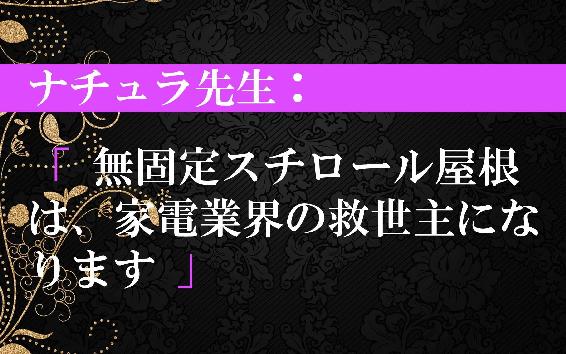 ナチュラ先生：
「 無固定スチロール屋根
は、家電業界の救世主にな
ります 」